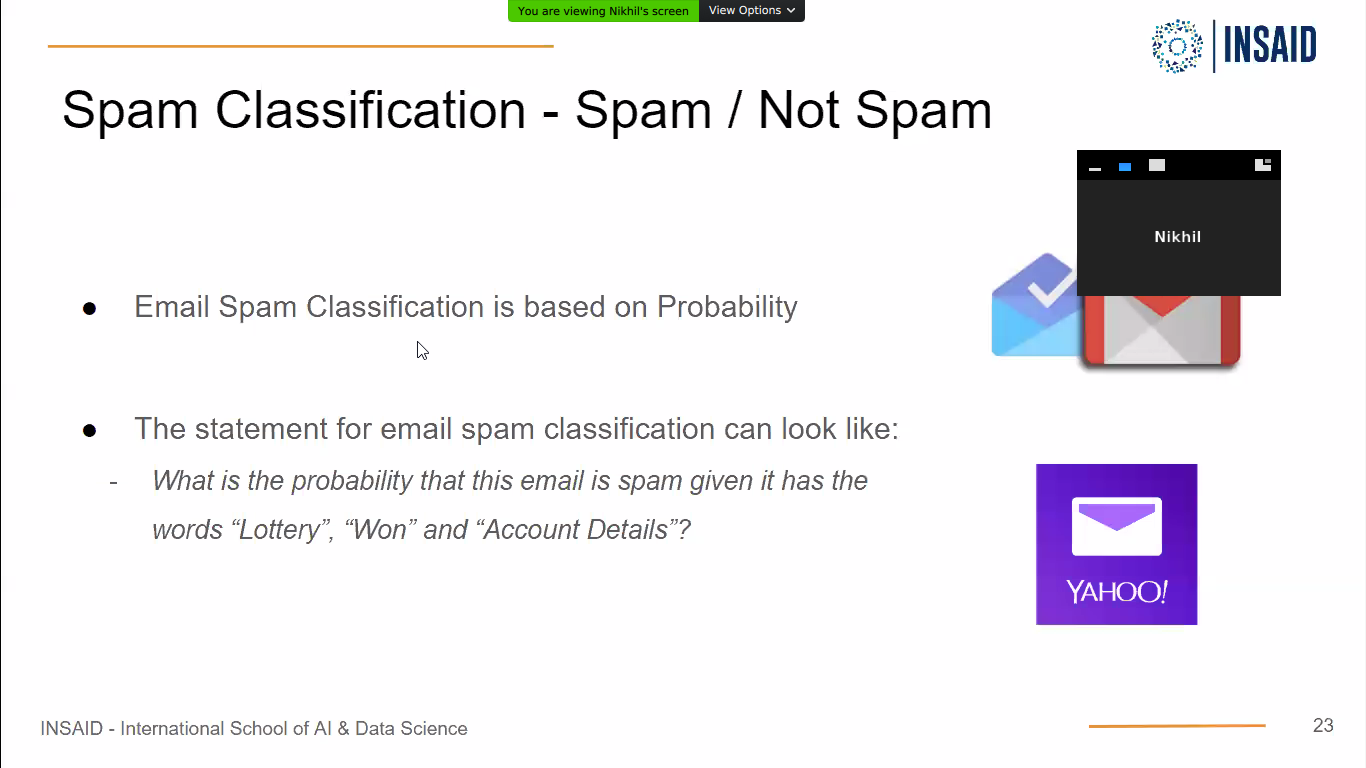 You are viewing Nikhil's screen View Options
INSAID
Spam Classification - Spam / Not Spam
Nikhil
● Email Spam Classification is based on Probability
● The statement for email spam classification can look like:
- What is the probability that this email is spam given it has the
words “Lottery”, “Won” and “Account Details”?
YAHOO!
INSAID - International School of AI & Data Science
23